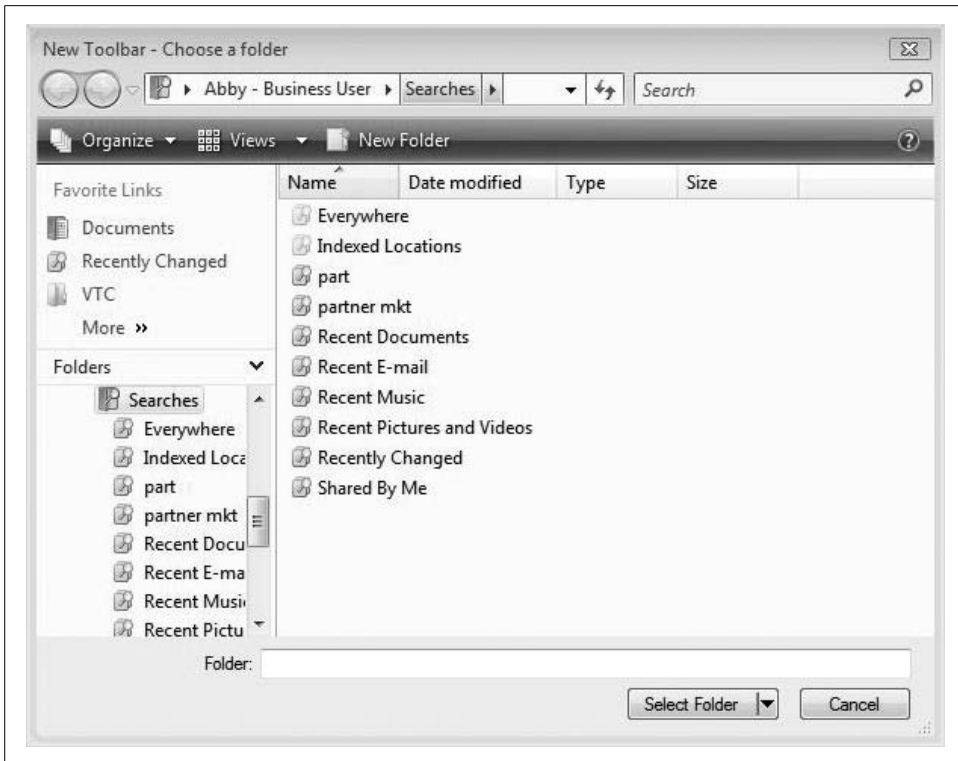 New Toolbar - Choose a folder
Abby - Business User Searches
Search
Organize Views New Folder
Favorite Links
Documents
Recently Changed
VTC
More
Folders
Searches
Everywhere
Indexed Loca
part
partner mkt
Recent Docu
Recent E-ma
Recent Musi
Recent Pictu
Name Date modified Type Size
Everywhere
Indexed Locations
part
partner mkt
Recent Documents
Recent E-mail
Recent Music
Recent Pictures and Videos
Recently Changed
Shared By Me
Folder:
Select Folder Cancel